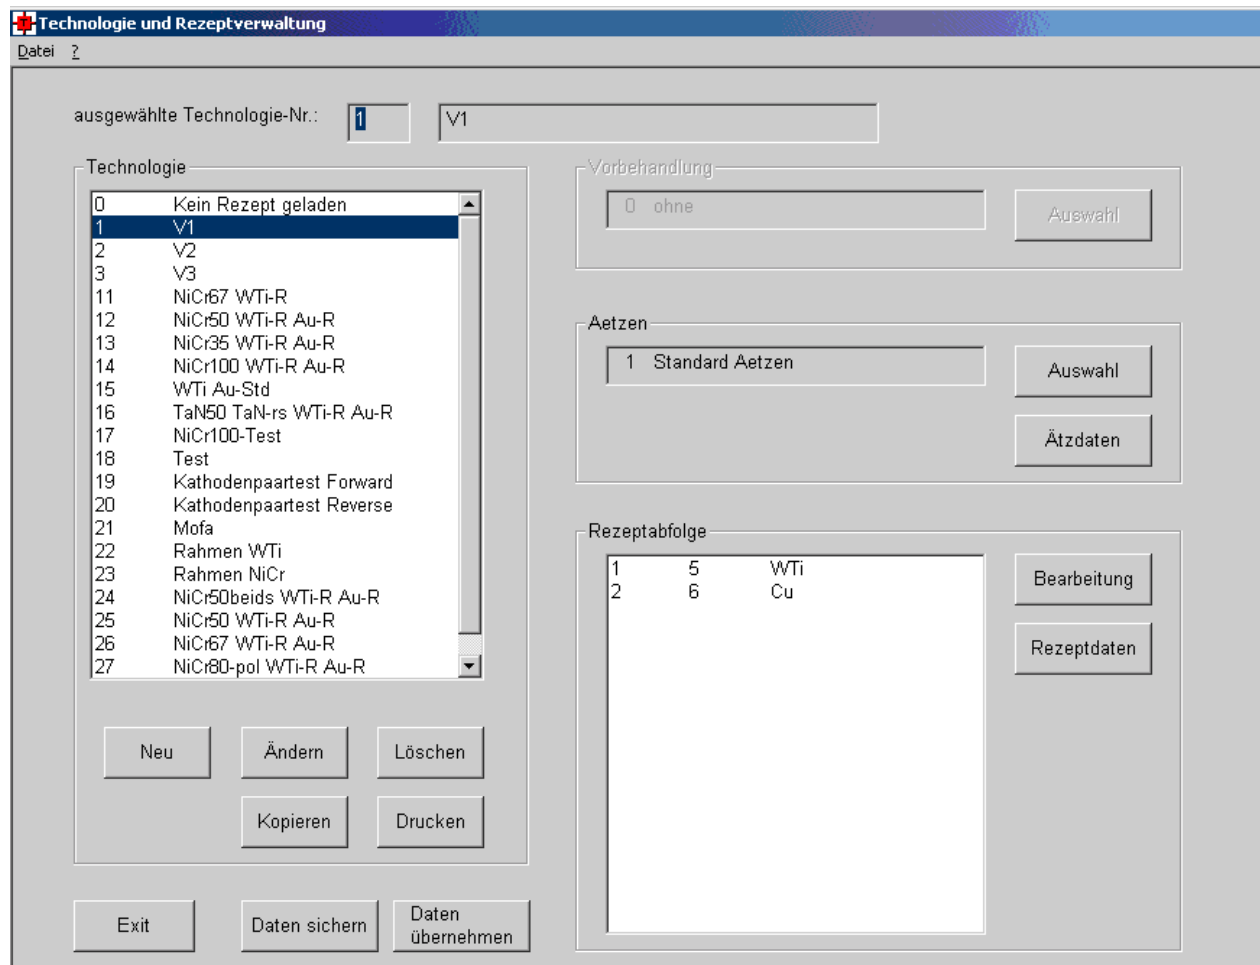 Technologie und Rezeptverwaltung
Datei ?
ausgewählte Technologie-Nr.: 1 V1
Technologie
0 Kein Rezept geladen
1 V1
2 V2
3 V3
11 NiCr67 WTi-R
12 NiCr50 WTi-R Au-R
13 NiCr35 WTi-R Au-R
14 NiCr100 WTi-R Au-R
15 WTi Au-Std
16 TaN50 TaN-rs WTi-R Au-R
17 NiCr100-Test
18 Test
19 Kathodenpaartest Forward
20 Kathodenpaartest Reverse
21 Mofa
22 Rahmen WTi
23 Rahmen NiCr
24 NiCr50beids WTi-R Au-R
25 NiCr50 WTi-R Au-R
26 NiCr67 WTi-R Au-R
27 NiCr80-pol WTi-R Au-R
Neu Ändern Löschen
Kopieren Drucken
Exit Daten sichern Daten
übernehmen
Vorbehandlung
0 ohne Auswahl
Aetzen
1 Standard Aetzen Auswahl
Ätzdaten
Rezeptabfolge
1 5 WTi
2 6 Cu
Bearbeitung
Rezeptdaten